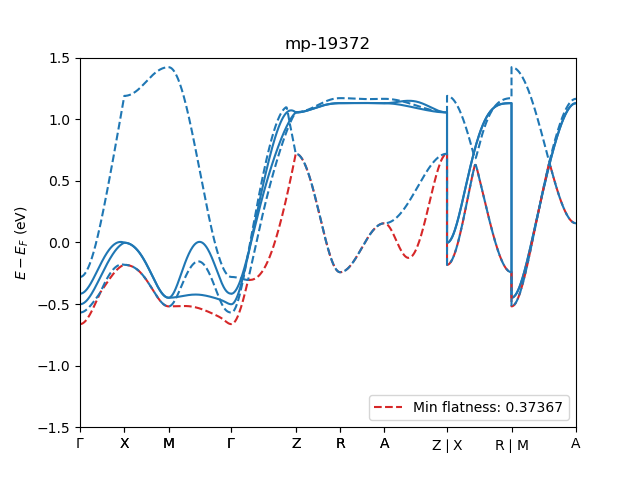 mp-19372
E − E_F (eV)
1.5
1.0
0.5
0.0
−0.5
−1.0
−1.5
Min flatness: 0.37367
Γ X M Γ Z R A Z | X R | M A